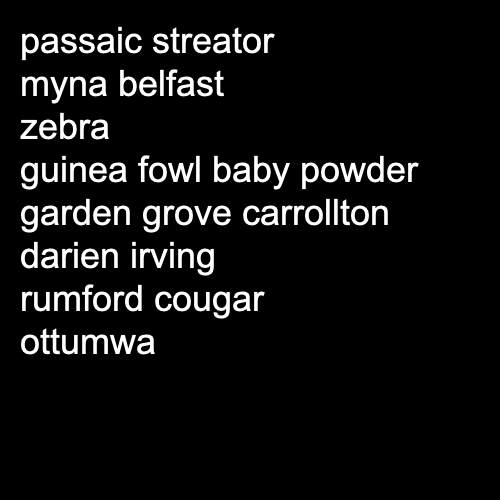 passaic streator
myna belfast
zebra
guinea fowl baby powder
garden grove carrollton
darien irving
rumford cougar
ottumwa